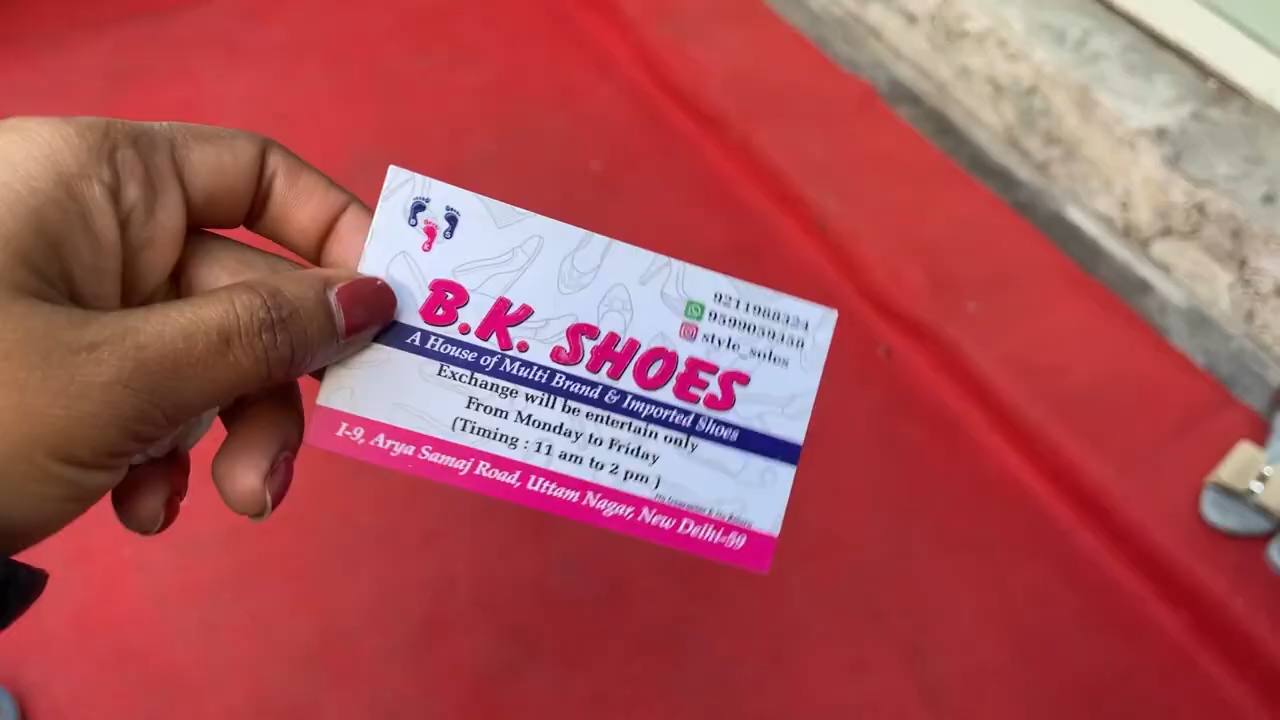 B.K. SHOES
9211988324
9599059358
style_soles
A House of Multi Brand & Imported Shoes
Exchange will be entertain only
From Monday to Friday
(Timing : 11 am to 2 pm )
I-9, Arya Samaj Road, Uttam Nagar, New Delhi-59